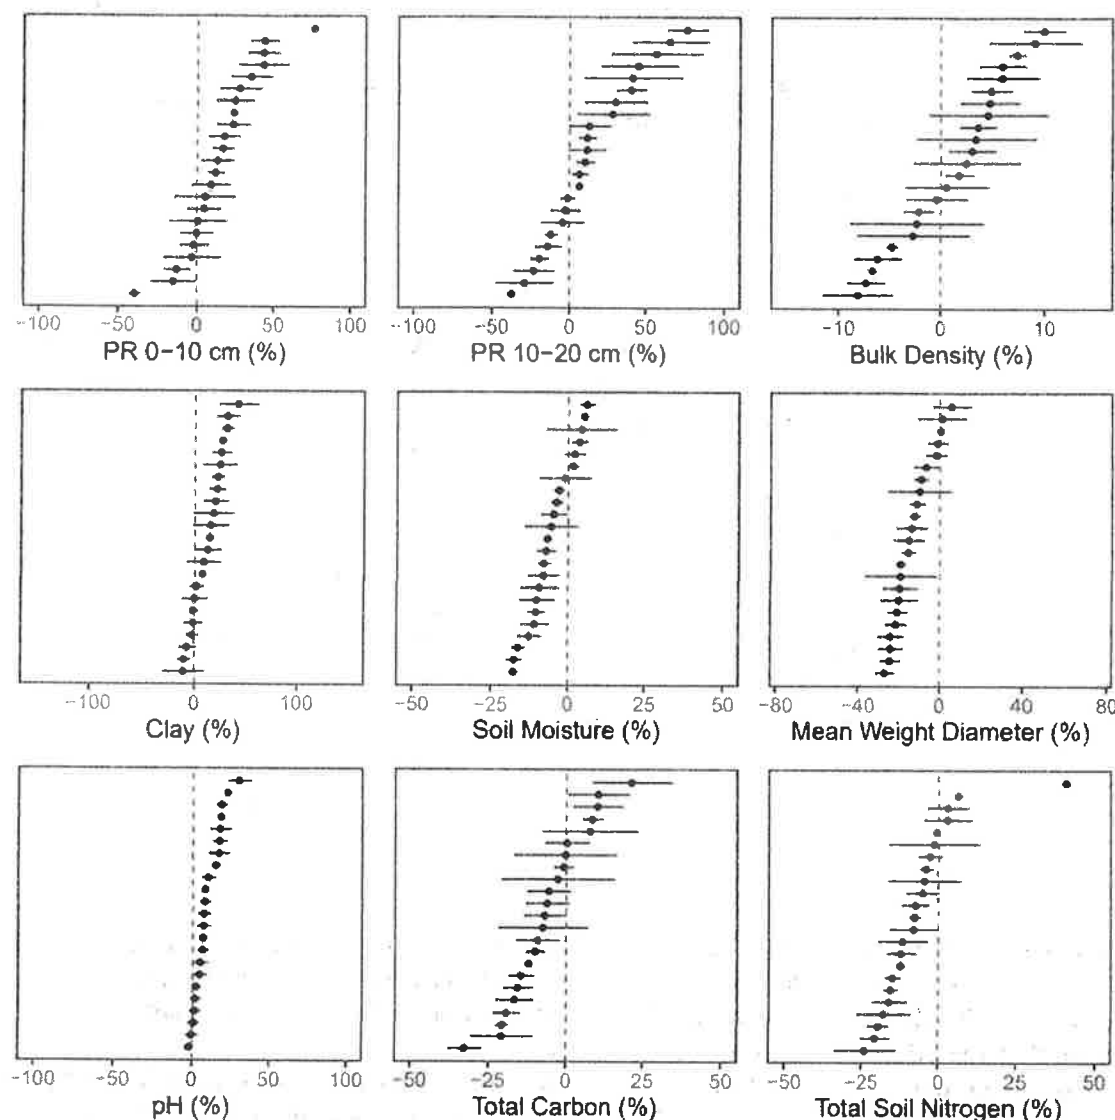 −100 −50 0 50 100
PR 0−10 cm (%)
−100 −50 0 50 100
PR 10−20 cm (%)
−10 0 10
Bulk Density (%)
−100 0 100
Clay (%)
−50 −25 0 25 50
Soil Moisture (%)
−80 −40 0 40 80
Mean Weight Diameter (%)
−100 −50 0 50 100
pH (%)
−50 −25 0 25 50
Total Carbon (%)
−50 −25 0 25 50
Total Soil Nitrogen (%)